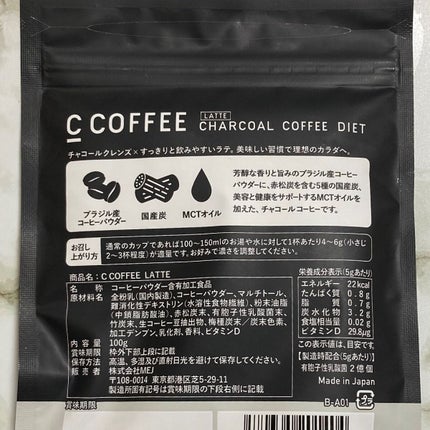 C COFFEE
LATTE
CHARCOAL COFFEE DIET
チャコールクレンズ×すっきりと飲みやすいラテ。美味しい習慣で理想のカラダへ。
ブラジル産
コーヒーパウダー
国産炭
MCTオイル
芳醇な香りと旨みのブラジル産コーヒー
パウダーに、赤松炭を含む5種の国産炭、
美容と健康をサポートするMCTオイルを
加えた、チャコールコーヒーです。
お召し
上がり方
通常のカップであれば100〜150mlのお湯や水に対して1杯あたり4〜6g(小さじ
2〜3杯程度)が適量です。お好みで濃さを調整してください。
商品名:C COFFEE LATTE
名称 コーヒーパウダー含有加工食品
原材料名 全粉乳(国内製造)、コーヒーパウダー、マルチトール、
難消化性デキストリン(水溶性食物繊維)、粉末油脂
(中鎖脂肪酸油)、赤松炭末、有胞子性乳酸菌末、
竹炭末、生コーヒー豆抽出物、梅種炭末/炭末色素、
加工デンプン、乳化剤、香料、ビタミンD
内容量 100g
賞味期限 枠外下部上段に記載
保存方法 高温、多湿及び直射日光を避けて保存してください。
販売者 株式会社MEJ
〒108-0014 東京都港区芝5-29-11
製造所固有記号は賞味期限の下段右側に記載
栄養成分表示(5gあたり)
エネルギー 22kcal
たんぱく質 0.8g
脂質 1g
炭水化物 3.2g
食塩相当量 0.02g
ビタミンD 29.8μg
この表示値は、目安です。
【製造時配合(5gあたり)】
有胞子性乳酸菌 2億個
Made in Japan
賞味期限
B-A01
プラ